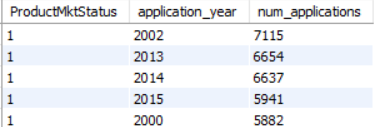 ProductMktStatus application_year num_applications
1 2002 7115
1 2013 6654
1 2014 6637
1 2015 5941
1 2000 5882